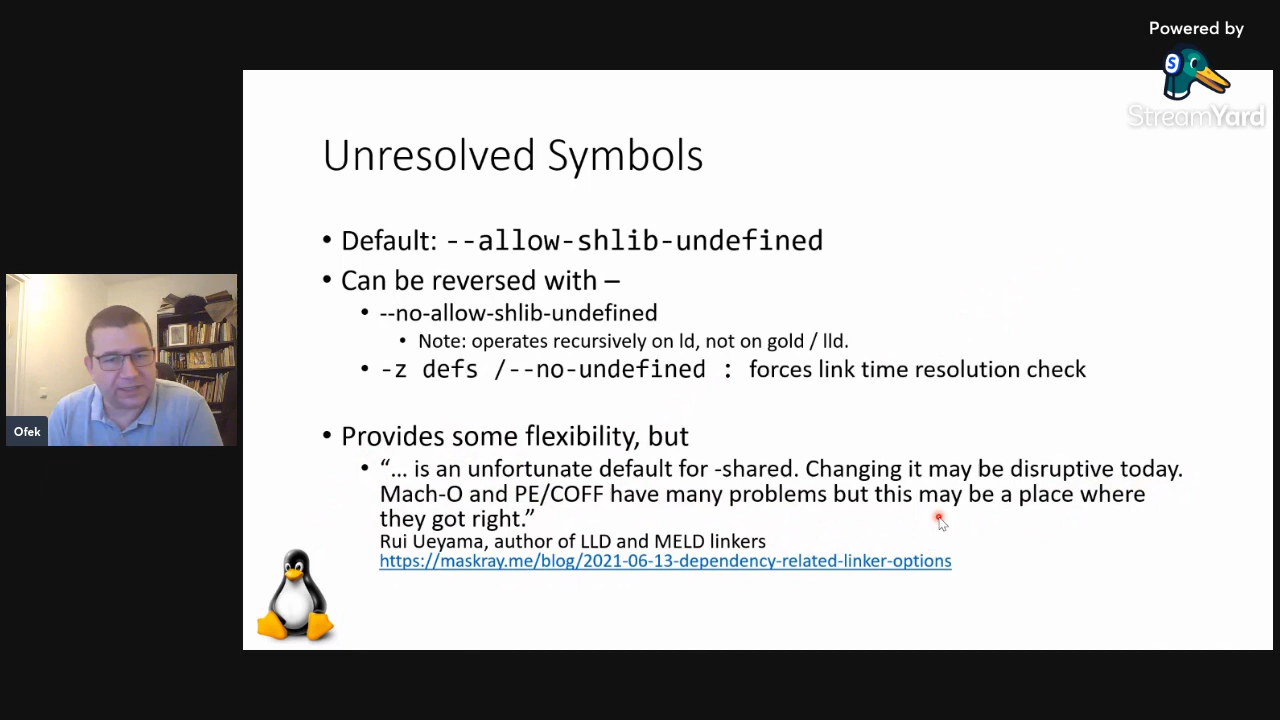 Powered by
S
StreamYard
Unresolved Symbols
• Default: --allow-shlib-undefined
• Can be reversed with –
• --no-allow-shlib-undefined
• Note: operates recursively on ld, not on gold / lld.
• -z defs /--no-undefined : forces link time resolution check
• Provides some flexibility, but
• “… is an unfortunate default for -shared. Changing it may be disruptive today.
Mach-O and PE/COFF have many problems but this may be a place where
they got right.”
Rui Ueyama, author of LLD and MELD linkers
https://maskray.me/blog/2021-06-13-dependency-related-linker-options
Ofek